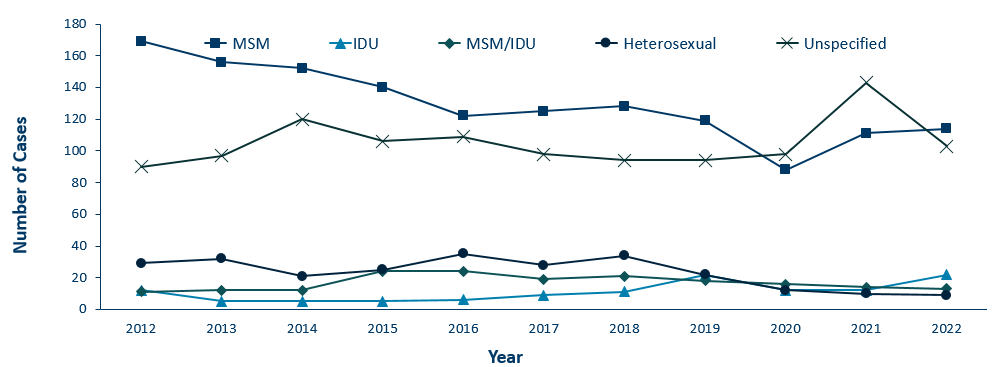 180
160
140
120
100
80
60
40
20
0
Number of Cases
MSM IDU MSM/IDU Heterosexual Unspecified
2012 2013 2014 2015 2016 2017 2018 2019 2020 2021 2022
Year